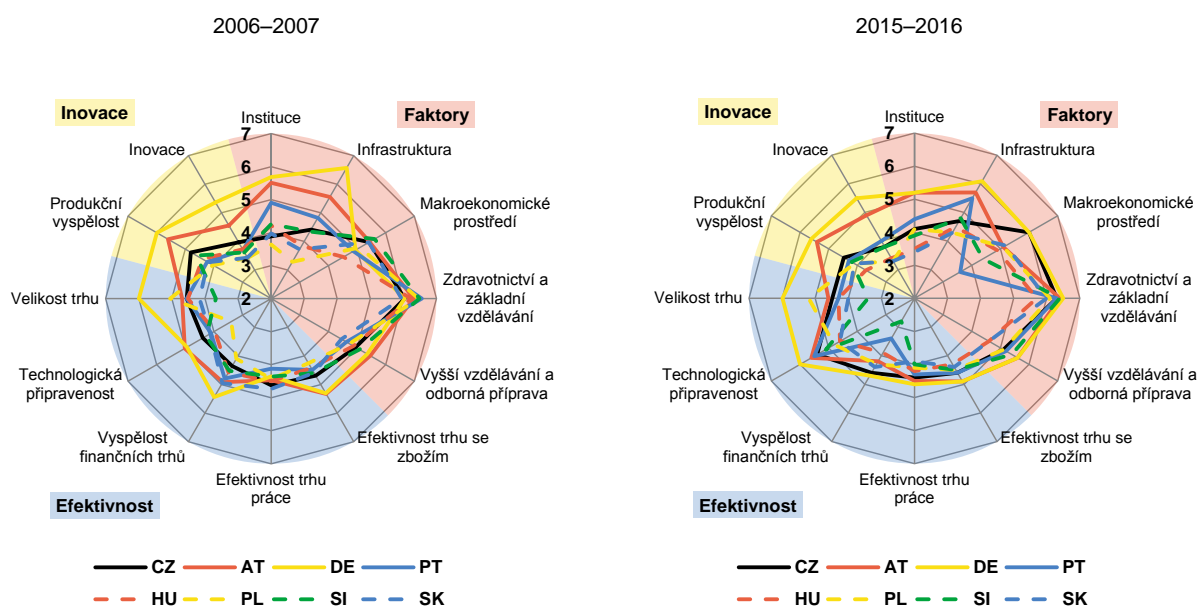 2006–2007
Inovace
Faktory
Instituce
Inovace
Infrastruktura
Produkční
vyspělost
Makroekonomické
prostředí
Velikost trhu
Zdravotnictví a
základní
vzdělávání
Technologická
připravenost
Vyšší vzdělávání a
odborná příprava
Vyspělost
finančních trhů
Efektivnost trhu se
zbožím
Efektivnost trhu
práce
7
6
5
4
3
2
Efektivnost
CZ AT DE PT
HU PL SI SK
2015–2016
Inovace
Faktory
Instituce
Inovace
Infrastruktura
Produkční
vyspělost
Makroekonomické
prostředí
Velikost trhu
Zdravotnictví a
základní
vzdělávání
Technologická
připravenost
Vyšší vzdělávání a
odborná příprava
Vyspělost
finančních trhů
Efektivnost trhu se
zbožím
Efektivnost trhu
práce
7
6
5
4
3
2
Efektivnost
CZ AT DE PT
HU PL SI SK